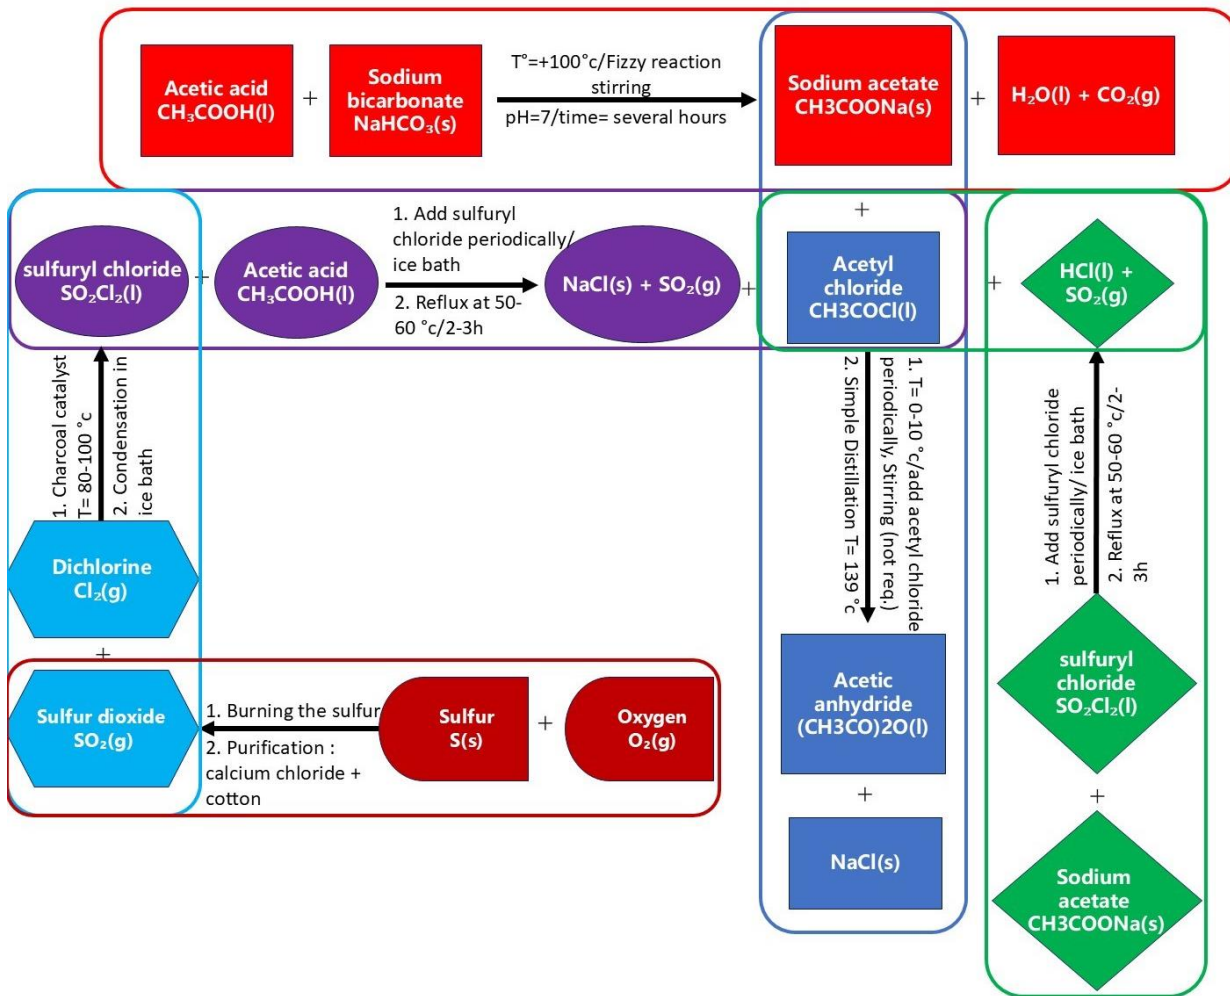 Acetic acid
CH₃COOH(l)
+
Sodium
bicarbonate
NaHCO₃(s)
T°=+100°c/Fizzy reaction
stirring
pH=7/time= several hours
Sodium acetate
CH3COONa(s)
+
H₂O(l) + CO₂(g)
+
sulfuryl chloride
SO₂Cl₂(l)
+
Acetic acid
CH₃COOH(l)
1. Add sulfuryl
chloride periodically/
ice bath
2. Reflux at 50-
60 °c/2-3h
NaCl(s) + SO₂(g)
+
Acetyl
chloride
CH3COCl(l)
+
HCl(l) +
SO₂(g)
1. Charcoal catalyst
T= 80-100 °c
2. Condensation in
ice bath
Dichlorine
Cl₂(g)
+
Sulfur dioxide
SO₂(g)
1. Burning the sulfur
2. Purification :
calcium chloride +
cotton
Sulfur
S(s)
+
Oxygen
O₂(g)
1. T= 0-10 °c/add acetyl chloride
periodically, Stirring (not req.)
2. Simple Distillation T= 139 °c
Acetic
anhydride
(CH3CO)2O(l)
+
NaCl(s)
1. Add sulfuryl chloride
periodically/ ice bath
2. Reflux at 50-60 °c/2-
3h
sulfuryl
chloride
SO₂Cl₂(l)
+
Sodium
acetate
CH3COONa(s)